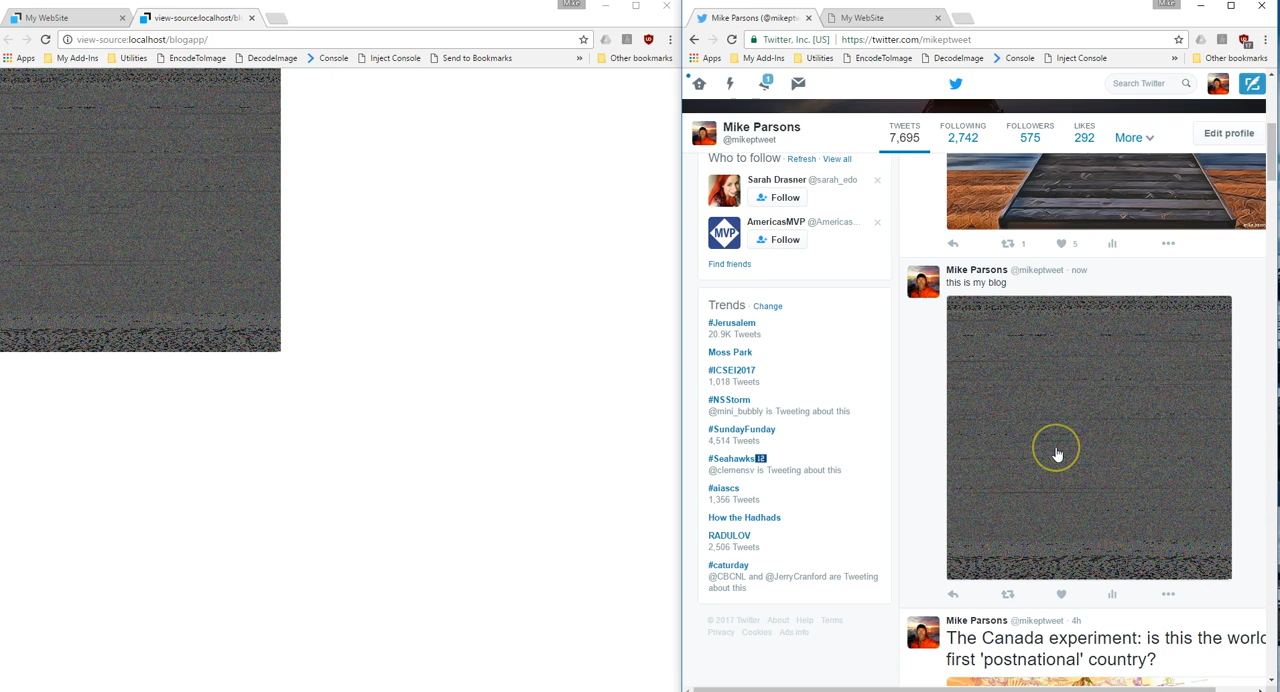 Mike
My WebSite
view-source:localhost/bl
view-source:localhost/blogapp/
Apps
My Add-Ins
Utilities
EncodeToImage
DecodeImage
Console
Inject Console
Send to Bookmarks
»
Other bookmarks
Mike
Mike Parsons (@mikeptw
My WebSite
Twitter, Inc. [US]
https://twitter.com/mikeptweet
17
Apps
My Add-Ins
Utilities
EncodeToImage
DecodeImage
Console
Inject Console
»
Other bookmarks
1
Search Twitter
Mike Parsons
@mikeptweet
TWEETS
7,695
FOLLOWING
2,742
FOLLOWERS
575
LIKES
292
More
Edit profile
Who to follow · Refresh · View all
Sarah Drasner @sarah_edo
Follow
AmericasMVP @Americas...
MVP
Follow
Find friends
Trends · Change
#Jerusalem
20.9K Tweets
Moss Park
#ICSEI2017
1,018 Tweets
#NSStorm
@mini_bubbly is Tweeting about this
#SundayFunday
4,514 Tweets
#Seahawks 12
@clemensv is Tweeting about this
#aiascs
1,356 Tweets
How the Hadhads
RADULOV
2,506 Tweets
#caturday
@CBCNL and @JerryCranford are Tweeting
about this
© 2017 Twitter About Help Terms
Privacy Cookies Ads info
1
5
Mike Parsons @mikeptweet · now
this is my blog
Mike Parsons @mikeptweet · 4h
The Canada experiment: is this the world
first 'postnational' country?